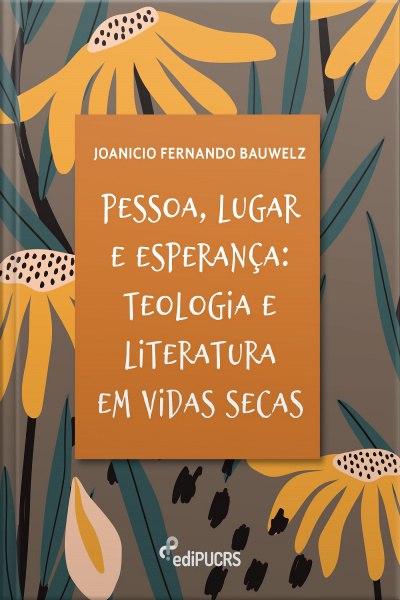 JOANICIO FERNANDO BAUWELZ
PESSOA, LUGAR
E ESPERANÇA:
TEOLOGIA E
LITERATURA
EM VIDAS SECAS
ediPUCRS